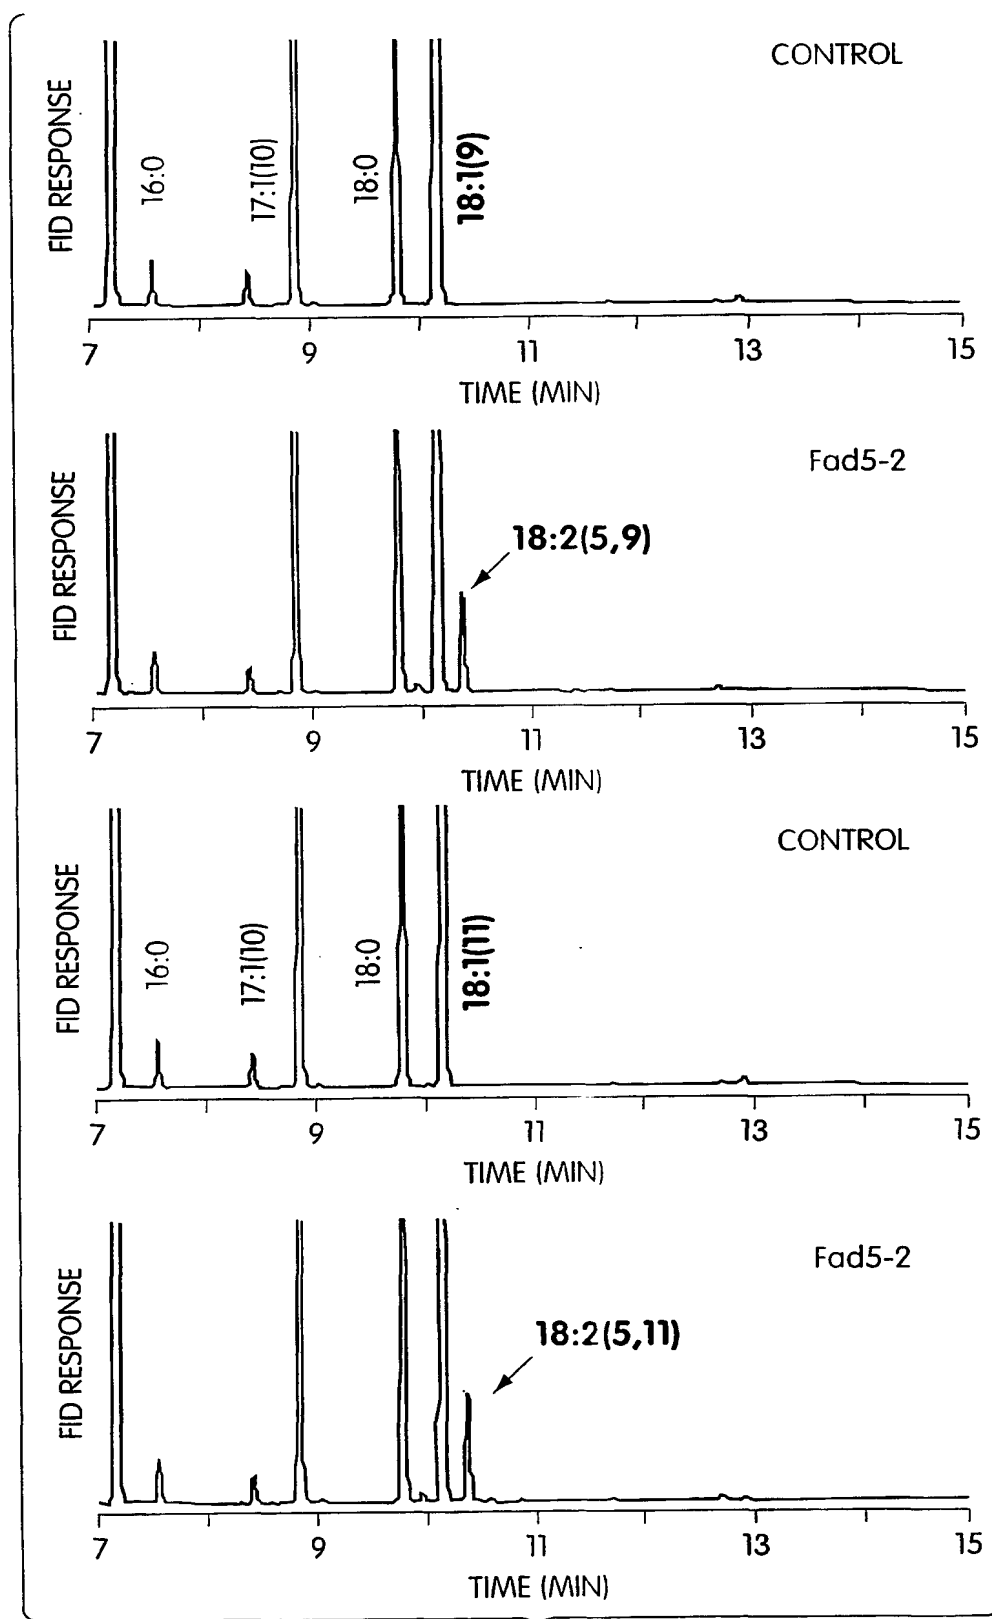 CONTROL
FID RESPONSE
16:0
17:1(10)
18:0
18:1(9)
7 9 11 13 15
TIME (MIN)
Fad5-2
FID RESPONSE
18:2(5,9)
7 9 11 13 15
TIME (MIN)
CONTROL
FID RESPONSE
16:0
17:1(10)
18:0
18:1(11)
7 9 11 13 15
TIME (MIN)
Fad5-2
FID RESPONSE
18:2(5,11)
7 9 11 13 15
TIME (MIN)